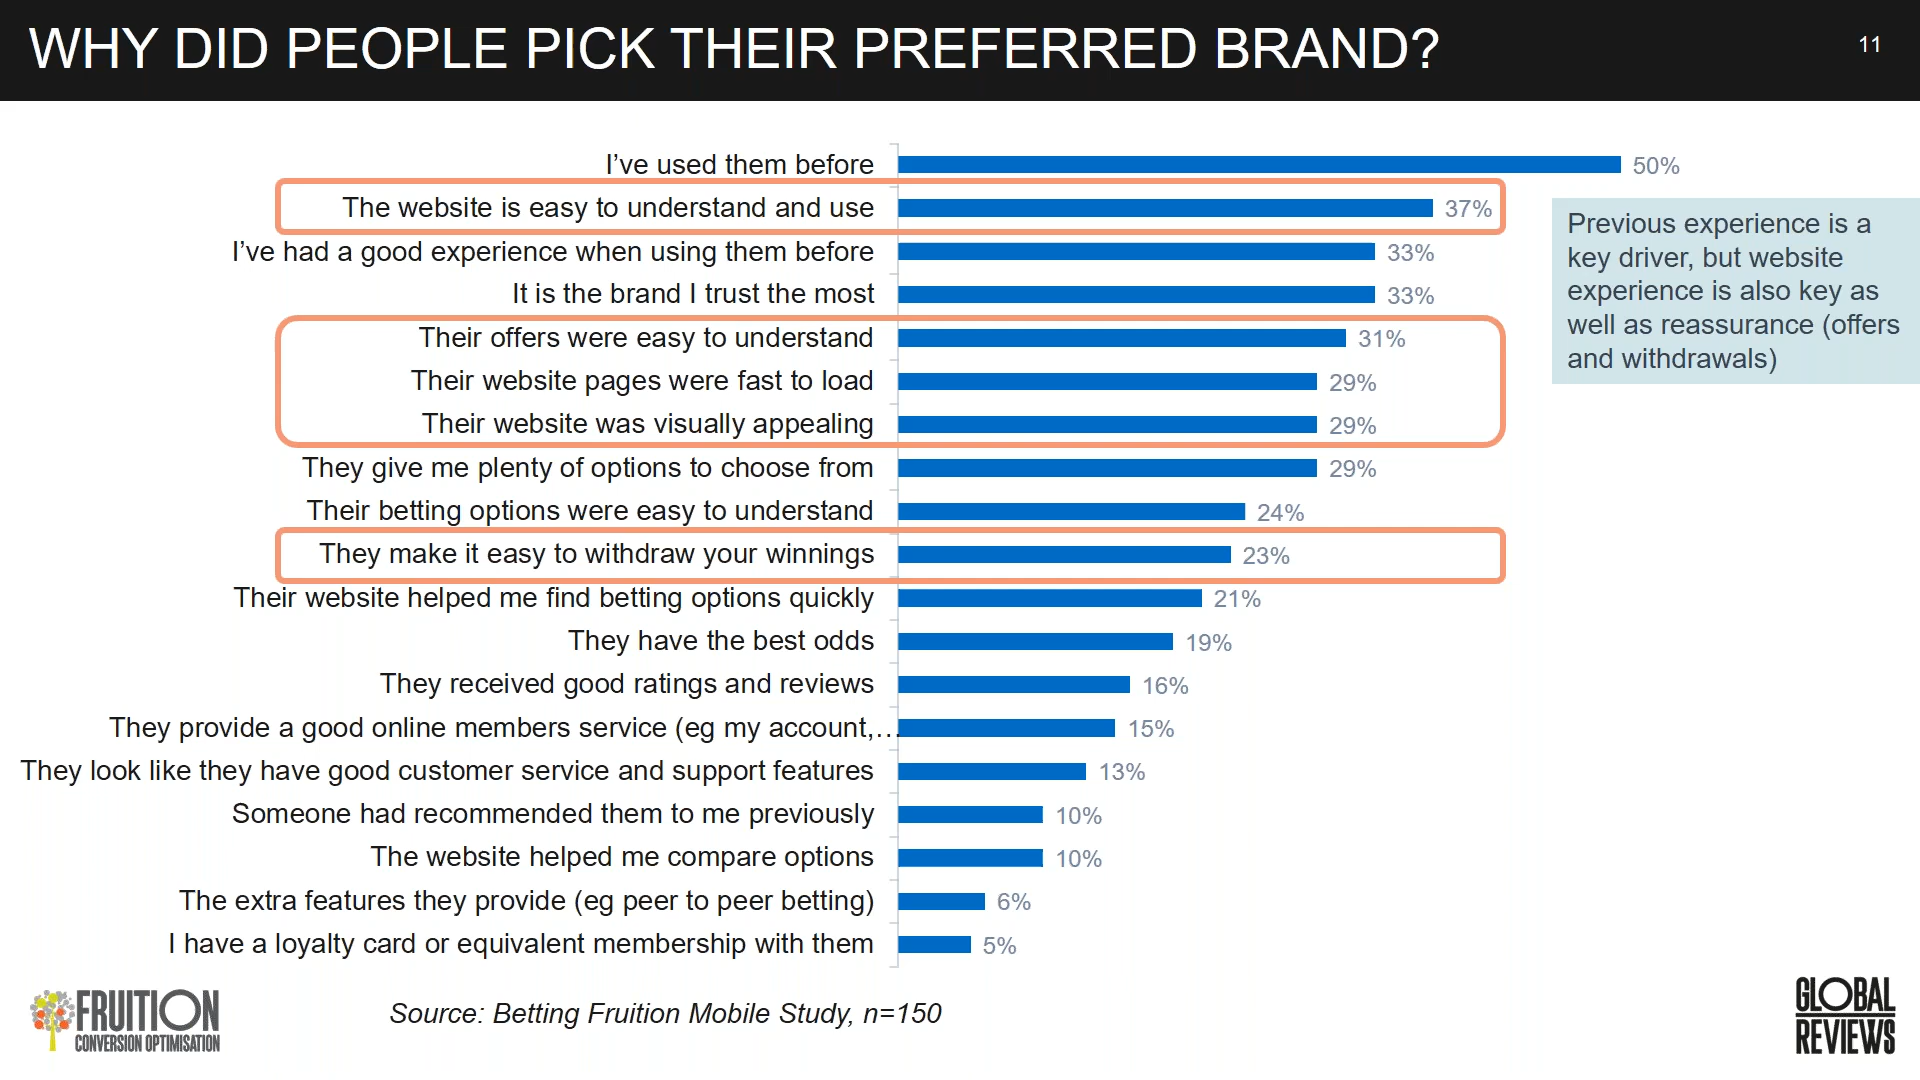 WHY DID PEOPLE PICK THEIR PREFERRED BRAND?
11
I’ve used them before 50%
The website is easy to understand and use 37%
I’ve had a good experience when using them before 33%
It is the brand I trust the most 33%
Their offers were easy to understand 31%
Their website pages were fast to load 29%
Their website was visually appealing 29%
They give me plenty of options to choose from 29%
Their betting options were easy to understand 24%
They make it easy to withdraw your winnings 23%
Their website helped me find betting options quickly 21%
They have the best odds 19%
They received good ratings and reviews 16%
They provide a good online members service (eg my account,… 15%
They look like they have good customer service and support features 13%
Someone had recommended them to me previously 10%
The website helped me compare options 10%
The extra features they provide (eg peer to peer betting) 6%
I have a loyalty card or equivalent membership with them 5%
Previous experience is a
key driver, but website
experience is also key as
well as reassurance (offers
and withdrawals)
FRUITION
CONVERSION OPTIMISATION
Source: Betting Fruition Mobile Study, n=150
GLOBAL
REVIEWS